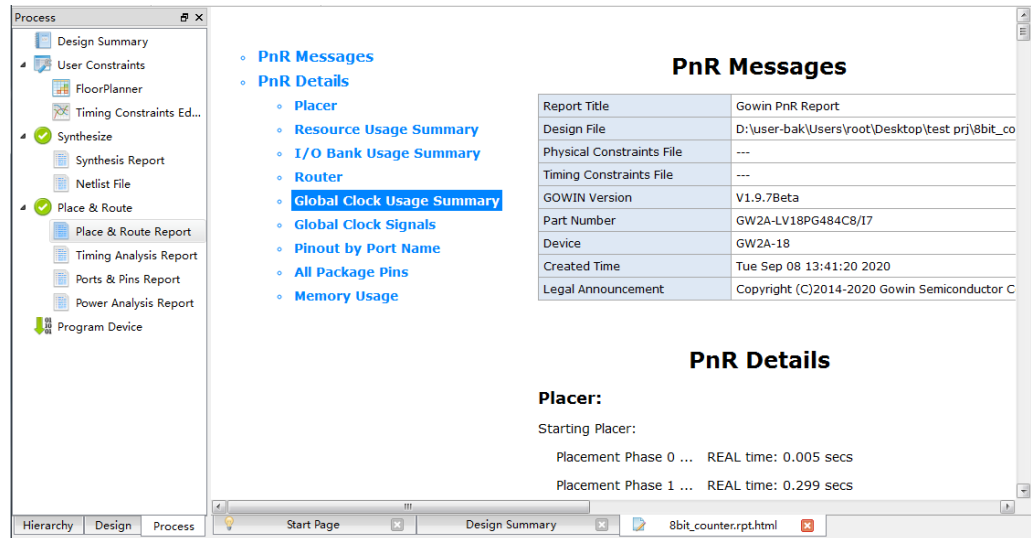 Process
Design Summary
User Constraints
FloorPlanner
Timing Constraints Ed...
Synthesize
Synthesis Report
Netlist File
Place & Route
Place & Route Report
Timing Analysis Report
Ports & Pins Report
Power Analysis Report
Program Device
Hierarchy Design Process
PnR Messages
PnR Details
Placer
Resource Usage Summary
I/O Bank Usage Summary
Router
Global Clock Usage Summary
Global Clock Signals
Pinout by Port Name
All Package Pins
Memory Usage
PnR Messages
Report Title Gowin PnR Report
Design File D:\user-bak\Users\root\Desktop\test prj\8bit_co
Physical Constraints File ---
Timing Constraints File ---
GOWIN Version V1.9.7Beta
Part Number GW2A-LV18PG484C8/I7
Device GW2A-18
Created Time Tue Sep 08 13:41:20 2020
Legal Announcement Copyright (C)2014-2020 Gowin Semiconductor C
PnR Details
Placer:
Starting Placer:
Placement Phase 0 ... REAL time: 0.005 secs
Placement Phase 1 ... REAL time: 0.299 secs
Start Page Design Summary 8bit_counter.rpt.html